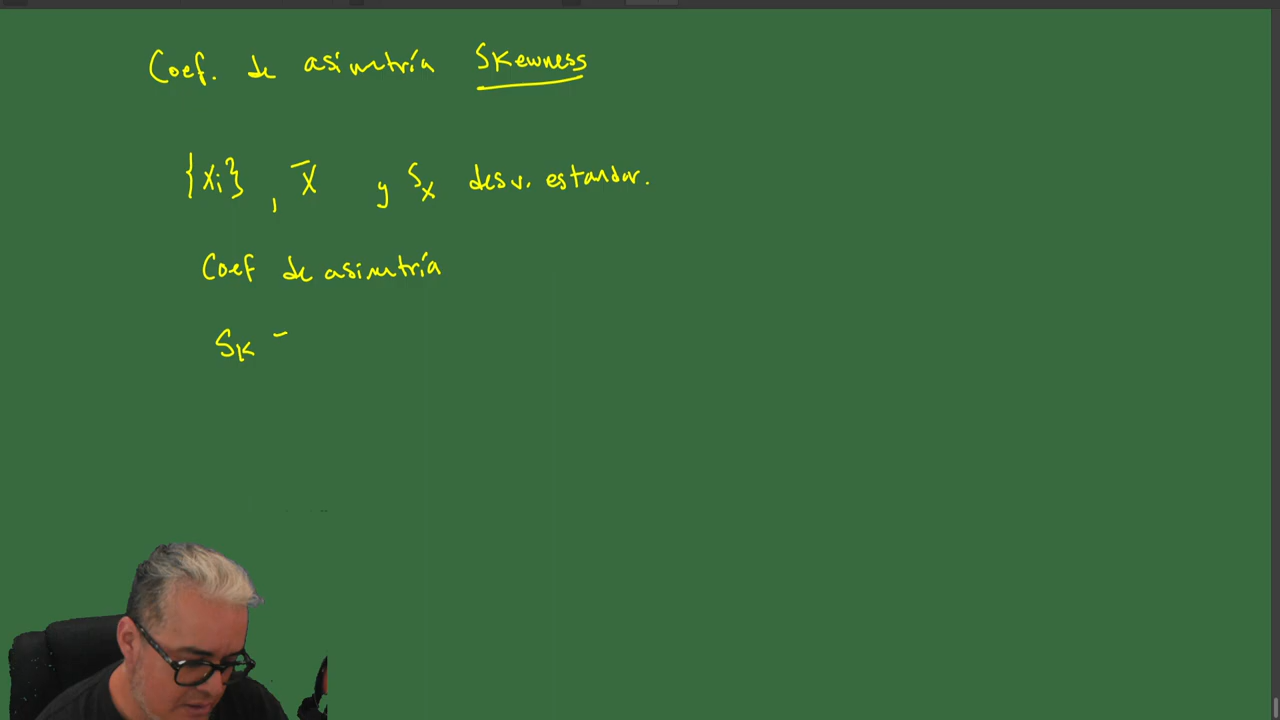 Coef. de asimetría Skewness
{xi}, x̄ y Sx desv. estandar.
Coef de asimetría
Sk -